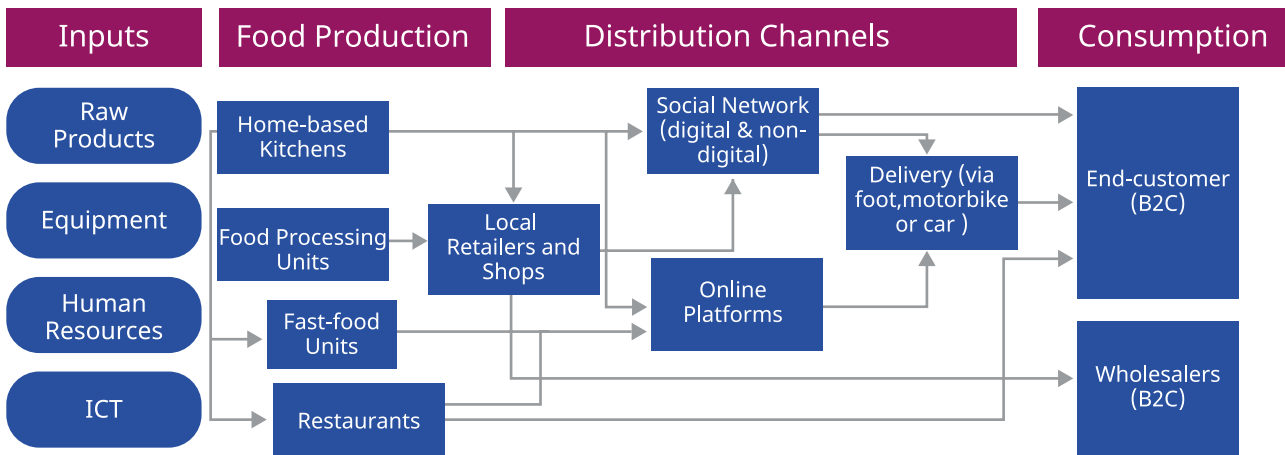 Inputs
Food Production
Distribution Channels
Consumption
Raw
Products
Equipment
Human
Resources
ICT
Home-based
Kitchens
Food Processing
Units
Fast-food
Units
Restaurants
Local
Retailers and
Shops
Social Network
(digital & non-
digital)
Online
Platforms
Delivery (via
foot,motorbike
or car )
End-customer
(B2C)
Wholesalers
(B2C)